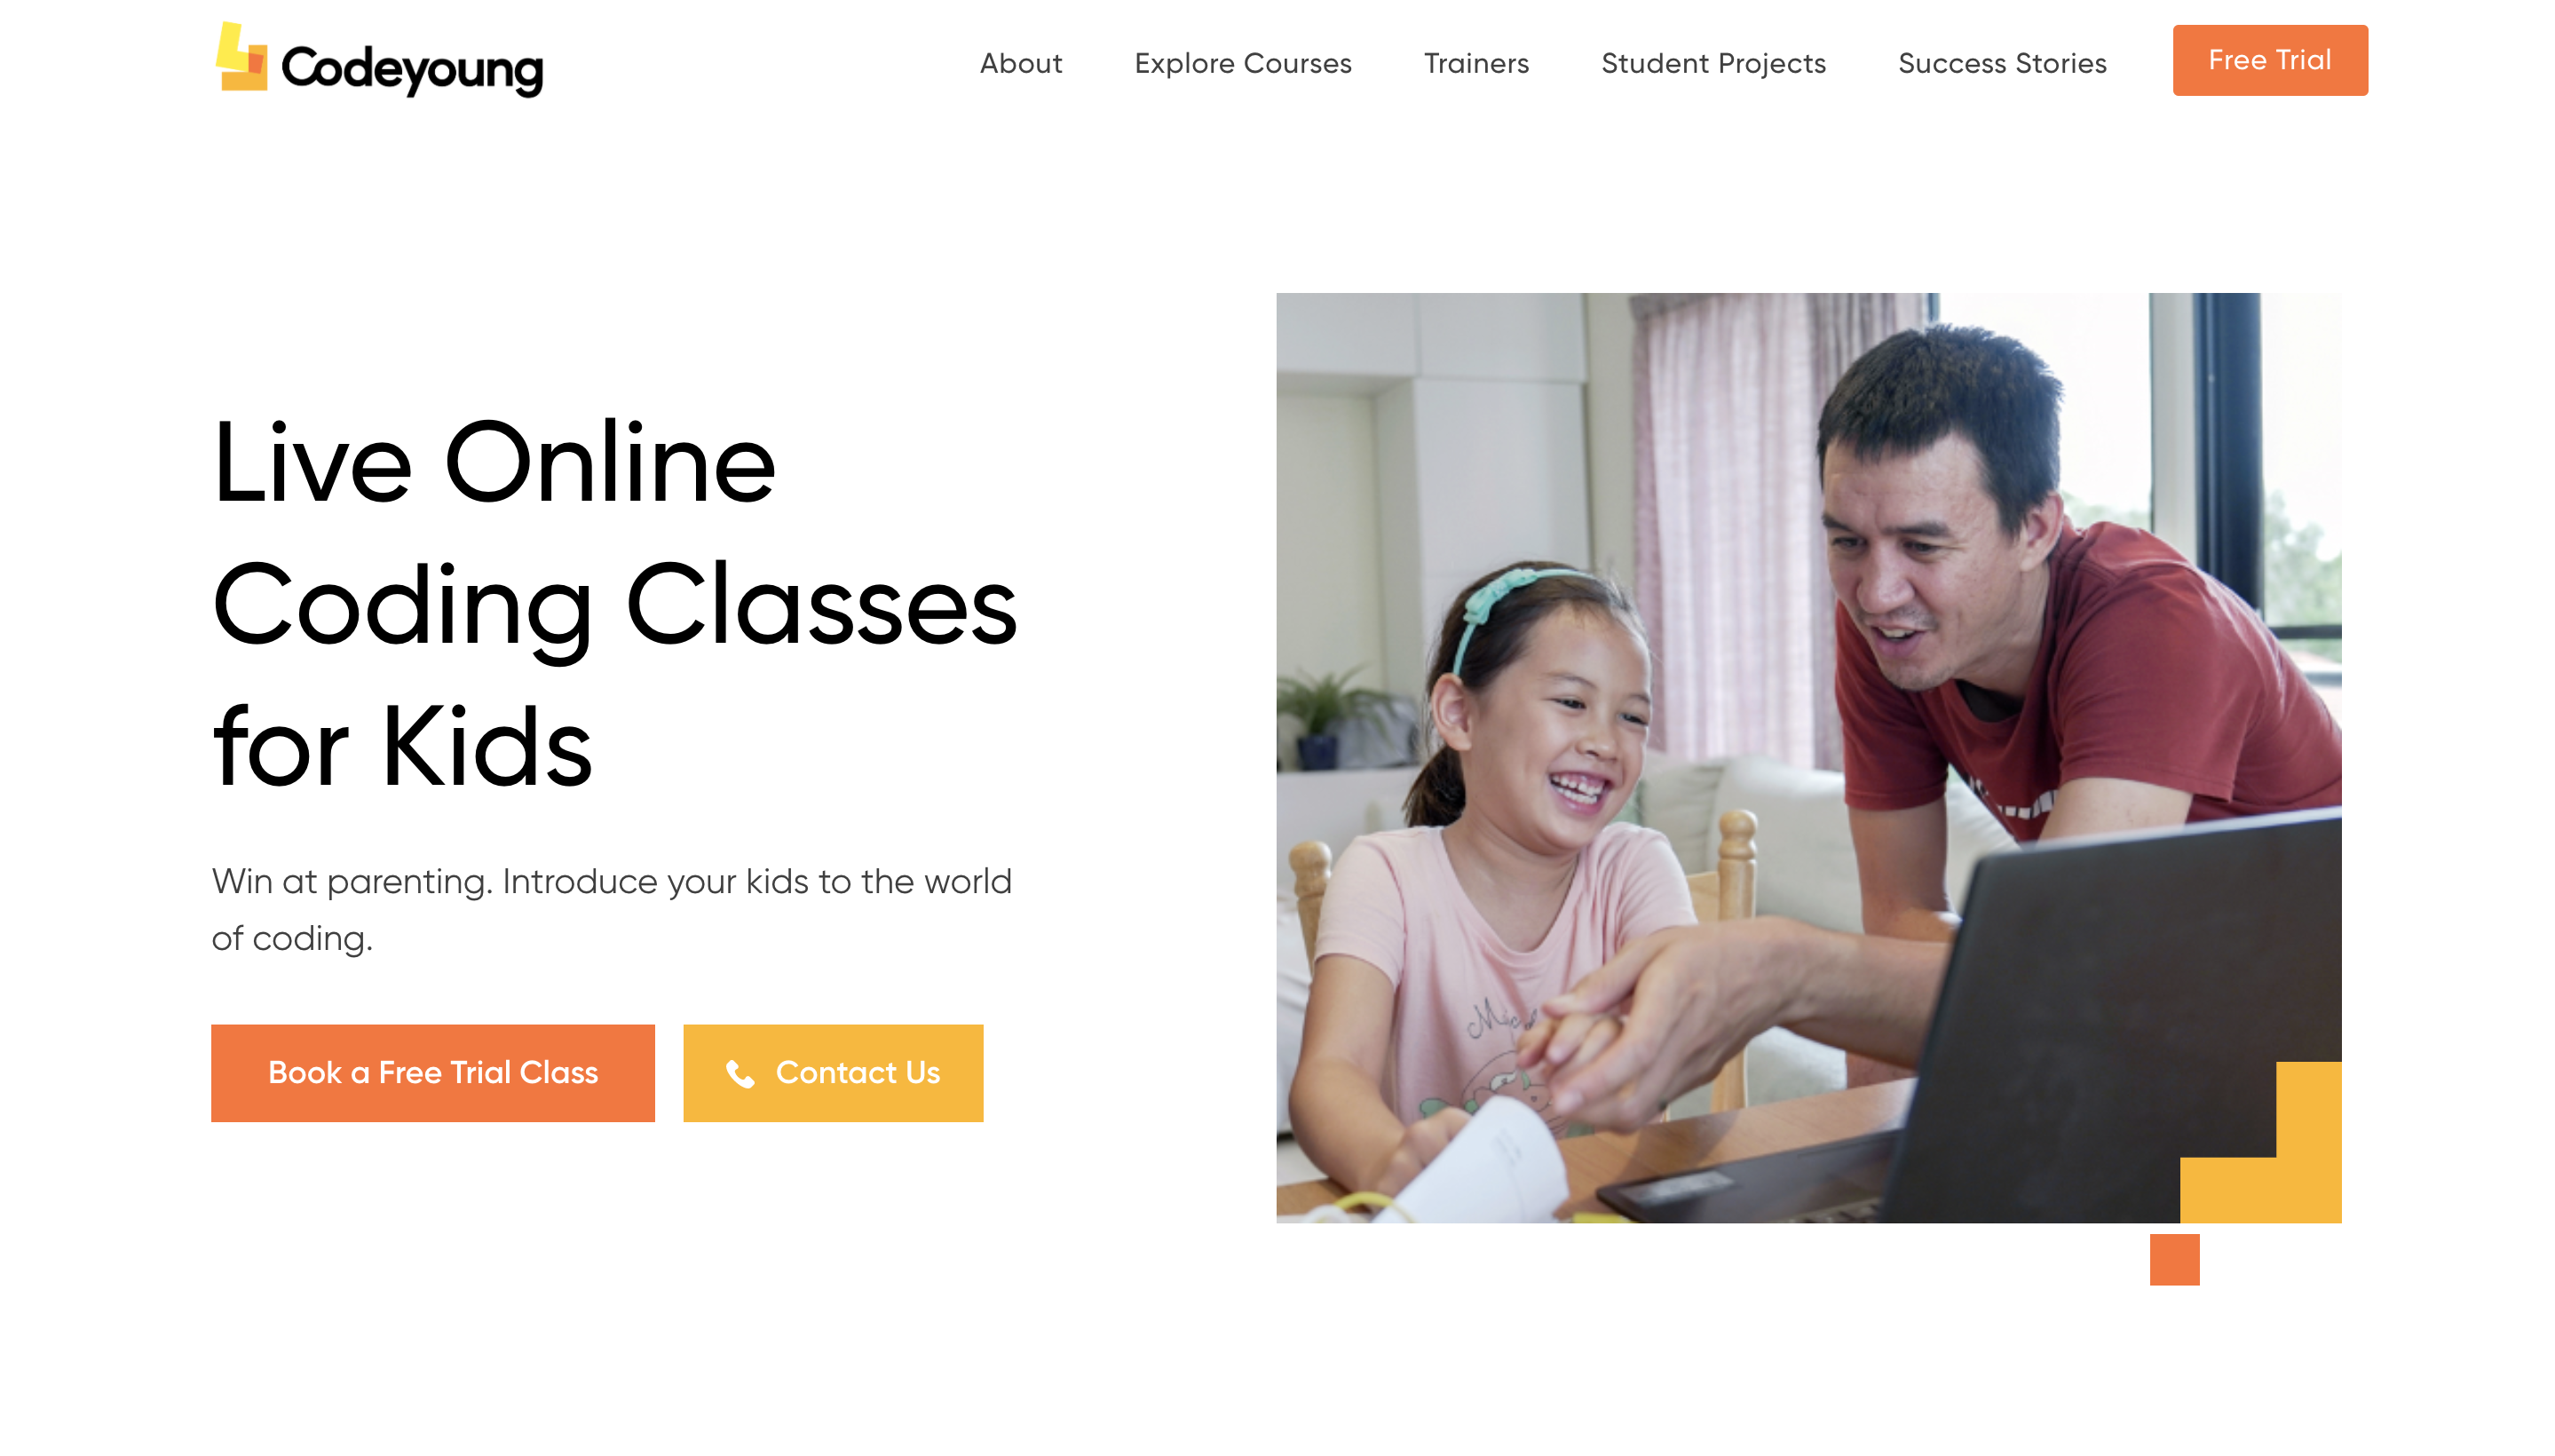 Codeyoung
About
Explore Courses
Trainers
Student Projects
Success Stories
Free Trial
Live Online
Coding Classes
for Kids
Win at parenting. Introduce your kids to the world
of coding.
Book a Free Trial Class
Contact Us